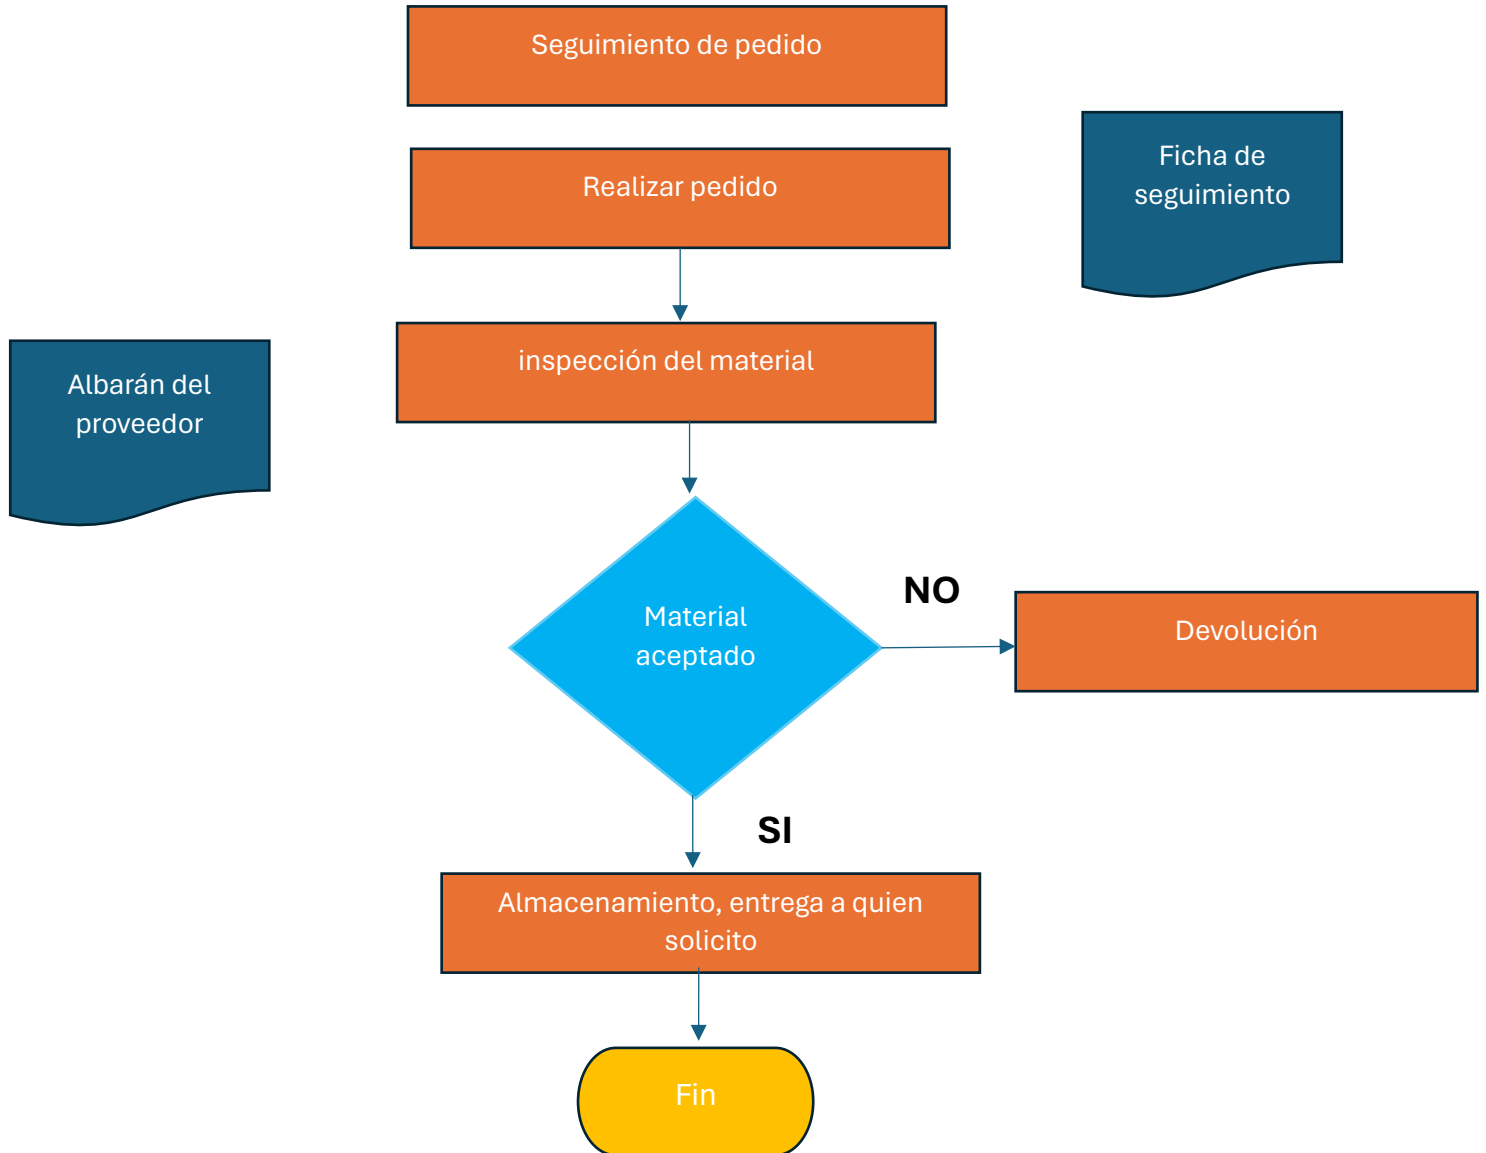 Seguimiento de pedido
Ficha de
seguimiento
Realizar pedido
inspección del material
Albarán del
proveedor
Material
aceptado
NO
Devolución
SI
Almacenamiento, entrega a quien
solicito
Fin